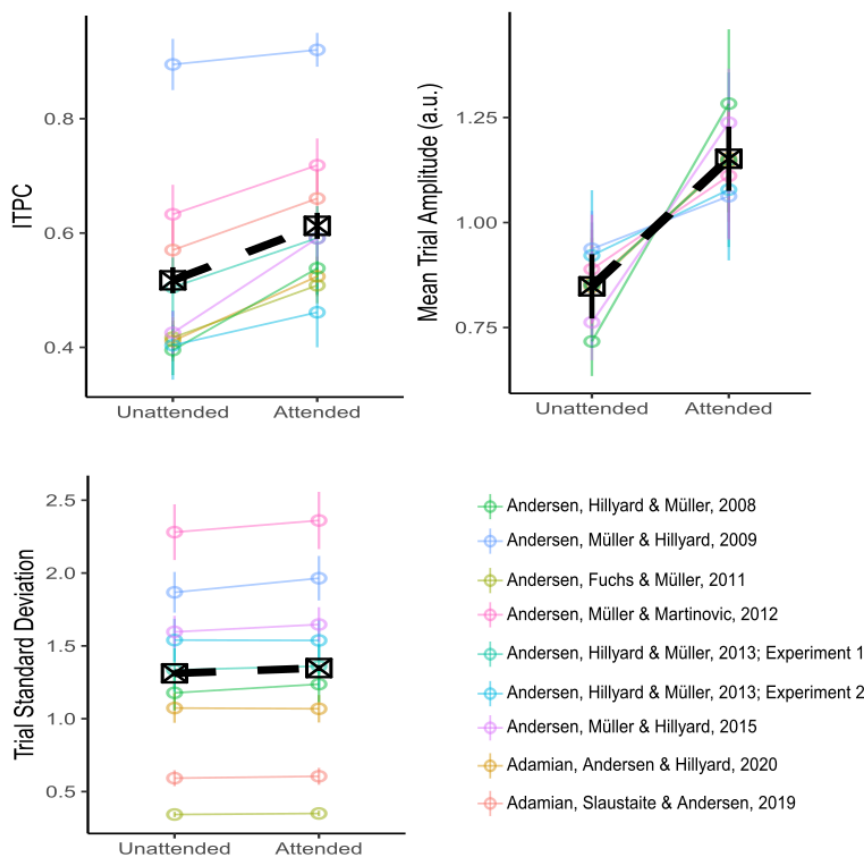 ITPC
0.8
0.6
0.4
Unattended
Attended
Mean Trial Amplitude (a.u.)
1.25
1.00
0.75
Unattended
Attended
Trial Standard Deviation
2.5
2.0
1.5
1.0
0.5
Unattended
Attended
Andersen, Hillyard & Müller, 2008
Andersen, Müller & Hillyard, 2009
Andersen, Fuchs & Müller, 2011
Andersen, Müller & Martinovic, 2012
Andersen, Hillyard & Müller, 2013; Experiment 1
Andersen, Hillyard & Müller, 2013; Experiment 2
Andersen, Müller & Hillyard, 2015
Adamian, Andersen & Hillyard, 2020
Adamian, Slaustaite & Andersen, 2019